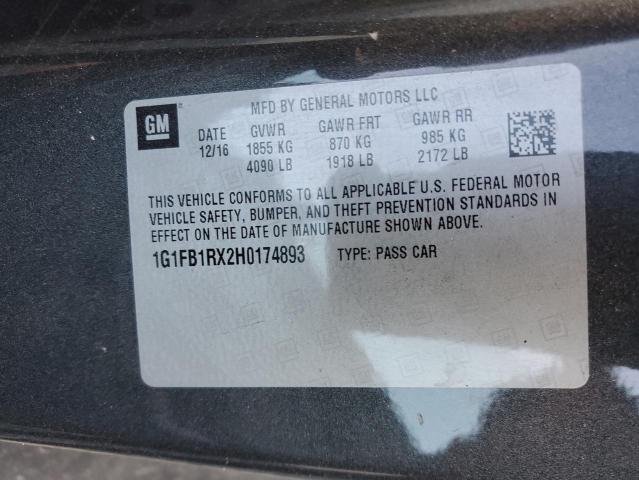 GM
MFD BY GENERAL MOTORS LLC
DATE GVWR GAWR FRT GAWR RR
12/16 1855 KG 870 KG 985 KG
4090 LB 1918 LB 2172 LB
THIS VEHICLE CONFORMS TO ALL APPLICABLE U.S. FEDERAL MOTOR
VEHICLE SAFETY, BUMPER, AND THEFT PREVENTION STANDARDS IN
EFFECT ON THE DATE OF MANUFACTURE SHOWN ABOVE.
1G1FB1RX2H0174893 TYPE: PASS CAR